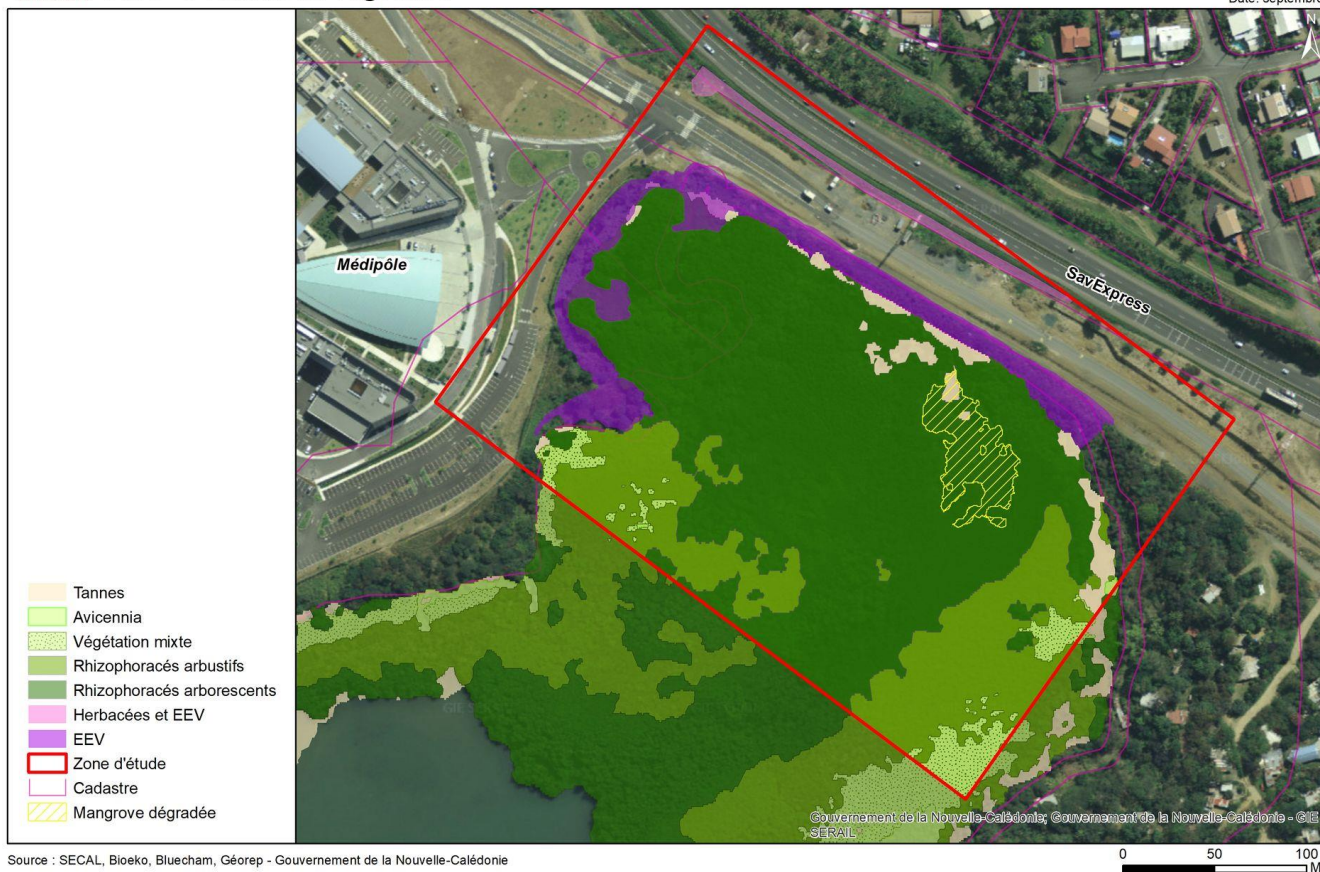 Date: septembre
N
Médipôle
SavExpress
Tannes
Avicennia
Végétation mixte
Rhizophoracés arbustifs
Rhizophoracés arborescents
Herbacées et EEV
EEV
Zone d'étude
Cadastre
Mangrove dégradée
Gouvernement de la Nouvelle-Calédonie; Gouvernement de la Nouvelle-Calédonie - GIE
SERAIL
Source : SECAL, Bioeko, Bluecham, Géorep - Gouvernement de la Nouvelle-Calédonie
0 50 100
M